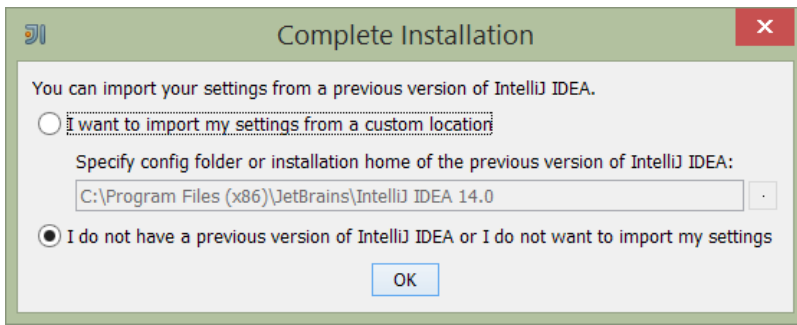 Complete Installation
You can import your settings from a previous version of IntelliJ IDEA.
I want to import my settings from a custom location
Specify config folder or installation home of the previous version of IntelliJ IDEA:
C:\Program Files (x86)\JetBrains\IntelliJ IDEA 14.0
.
I do not have a previous version of IntelliJ IDEA or I do not want to import my settings
OK